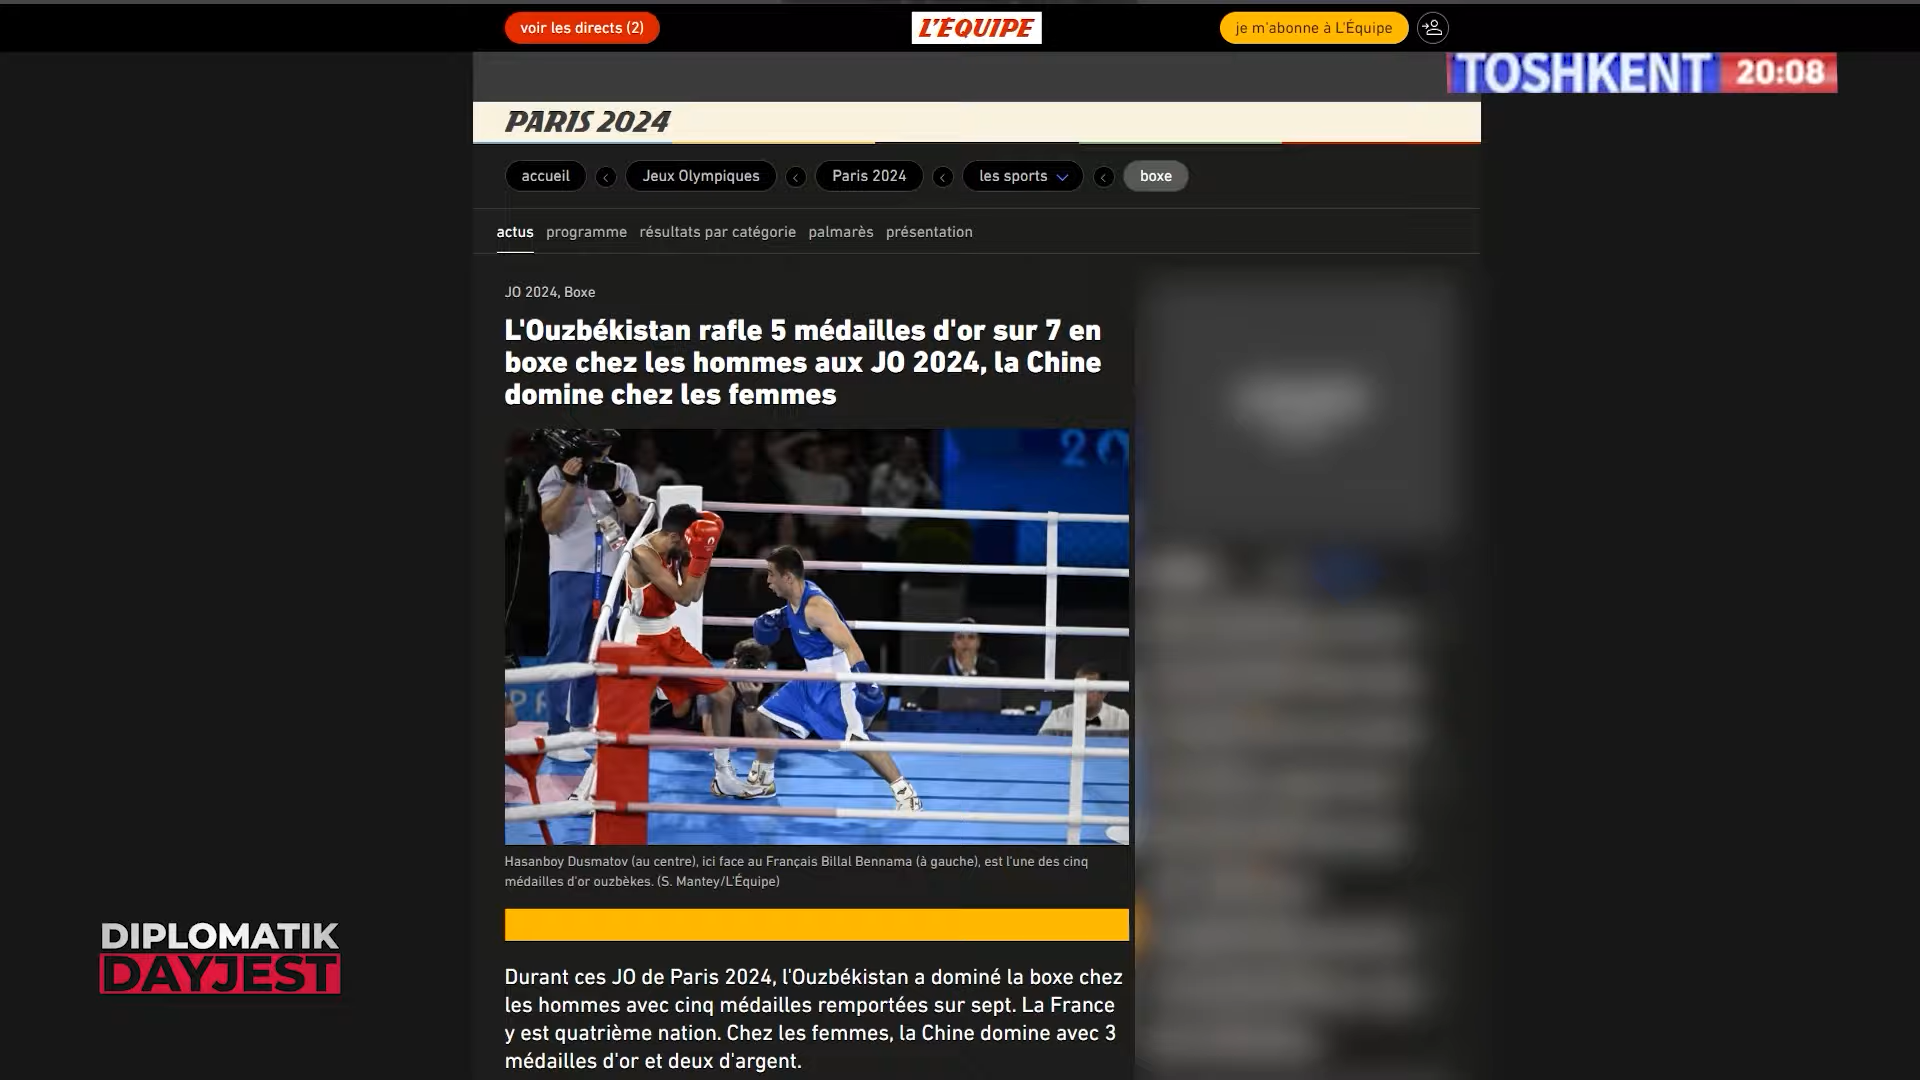 voir les directs (2)
L'ÉQUIPE
je m'abonne à L'Équipe
TOSHKENT 20:08
PARIS 2024
accueil
Jeux Olympiques
Paris 2024
les sports
boxe
actus programme résultats par catégorie palmarès présentation
JO 2024, Boxe
L'Ouzbékistan rafle 5 médailles d'or sur 7 en
boxe chez les hommes aux JO 2024, la Chine
domine chez les femmes
Hasanboy Dusmatov (au centre), ici face au Français Billal Bennama (à gauche), est l'une des cinq
médailles d'or ouzbèkes. (S. Mantey/L'Équipe)
DIPLOMATIK
DAYJEST
Durant ces JO de Paris 2024, l'Ouzbékistan a dominé la boxe chez
les hommes avec cinq médailles remportées sur sept. La France
y est quatrième nation. Chez les femmes, la Chine domine avec 3
médailles d'or et deux d'argent.